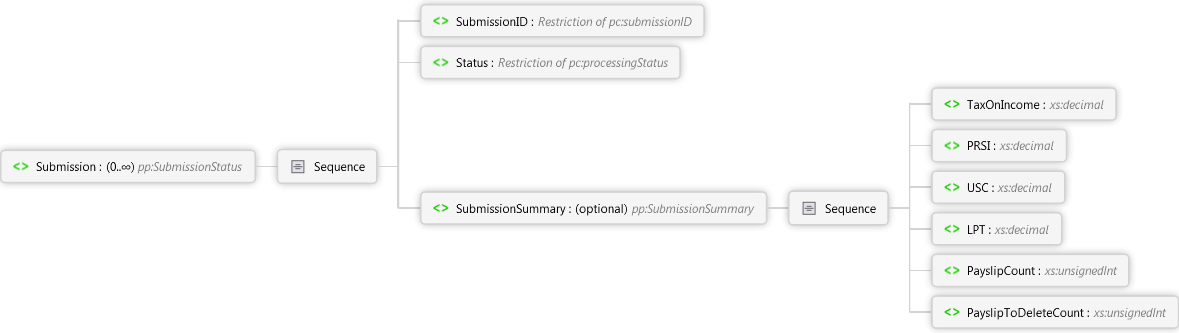 <> SubmissionID : Restriction of pc:submissionID
<> Status : Restriction of pc:processingStatus
<> Submission : (0..∞) pp:SubmissionStatus
Sequence
<> SubmissionSummary : (optional) pp:SubmissionSummary
Sequence
<> TaxOnIncome : xs:decimal
<> PRSI : xs:decimal
<> USC : xs:decimal
<> LPT : xs:decimal
<> PayslipCount : xs:unsignedInt
<> PayslipToDeleteCount : xs:unsignedInt